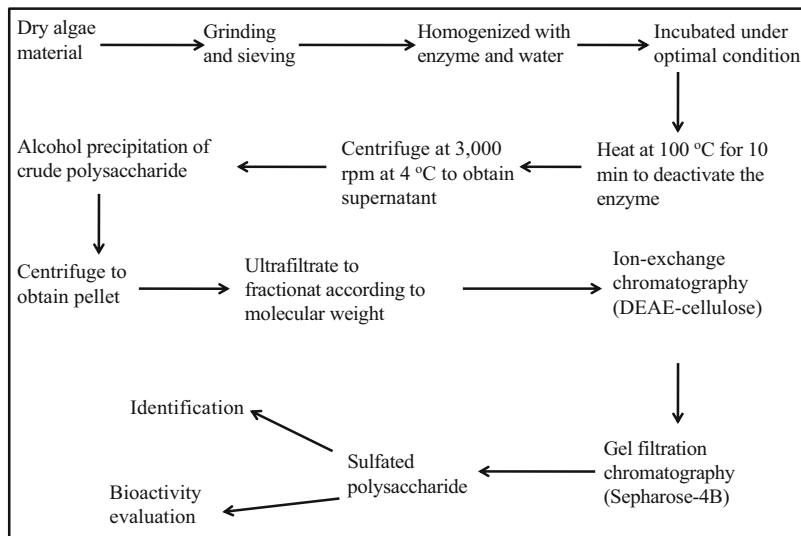 Dry algae
material
Grinding
and sieving
Homogenized with
enzyme and water
Incubated under
optimal condition
Heat at 100 °C for 10
min to deactivate the
enzyme
Centrifuge at 3,000
rpm at 4 °C to obtain
supernatant
Alcohol precipitation of
crude polysaccharide
Centrifuge to
obtain pellet
Ultrafiltrate to
fractionat according to
molecular weight
Ion-exchange
chromatography
(DEAE-cellulose)
Gel filtration
chromatography
(Sepharose-4B)
Sulfated
polysaccharide
Identification
Bioactivity
evaluation